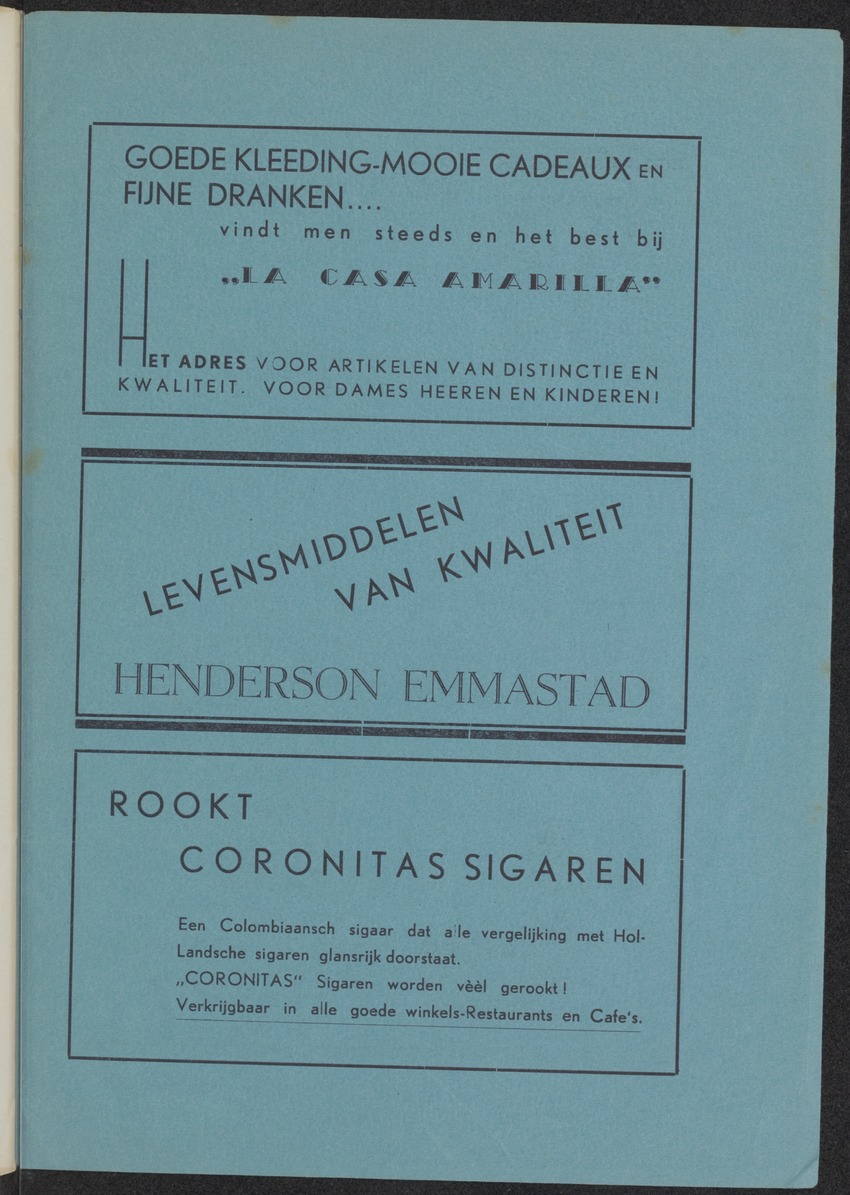 GOEDE KLEEDING-MOOIE CADEAUX EN
FIJNE DRANKEN....
vindt men steeds en het best bij
„LA CASA AMARILLA”
HET ADRES VOOR ARTIKELEN VAN DISTINCTIE EN
KWALITEIT. VOOR DAMES HEEREN EN KINDEREN!
LEVENSMIDDELEN
VAN KWALITEIT
HENDERSON EMMASTAD
ROOKT
CORONITAS SIGAREN
Een Colombiaansch sigaar dat alle vergelijking met Hol-
Landsche sigaren glansrijk doorstaat.
„CORONITAS" Sigaren worden vèèl gerookt!
Verkrijgbaar in alle goede winkels-Restaurants en Cafe's.